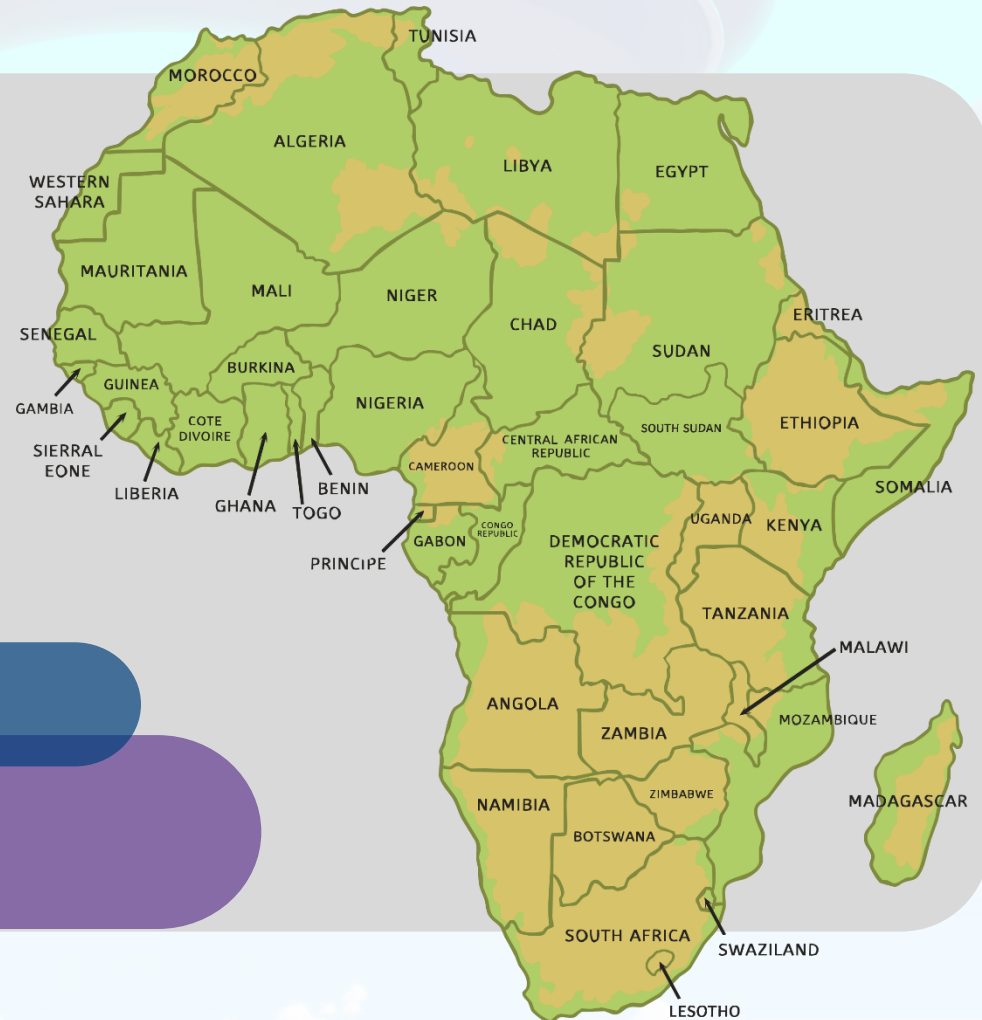 TUNISIA
MOROCCO
ALGERIA
LIBYA
EGYPT
WESTERN
SAHARA
MAURITANIA
MALI
NIGER
CHAD
SUDAN
ERITREA
SENEGAL
GAMBIA
GUINEA
BURKINA
NIGERIA
COTE
DIVOIRE
SIERRAL
EONE
LIBERIA
GHANA
TOGO
BENIN
CAMEROON
CENTRAL AFRICAN
REPUBLIC
SOUTH SUDAN
ETHIOPIA
SOMALIA
PRINCIPE
GABON
CONGO
REPUBLIC
DEMOCRATIC
REPUBLIC
OF THE
CONGO
UGANDA
KENYA
TANZANIA
MALAWI
ANGOLA
ZAMBIA
MOZAMBIQUE
NAMIBIA
ZIMBABWE
BOTSWANA
MADAGASCAR
SOUTH AFRICA
SWAZILAND
LESOTHO